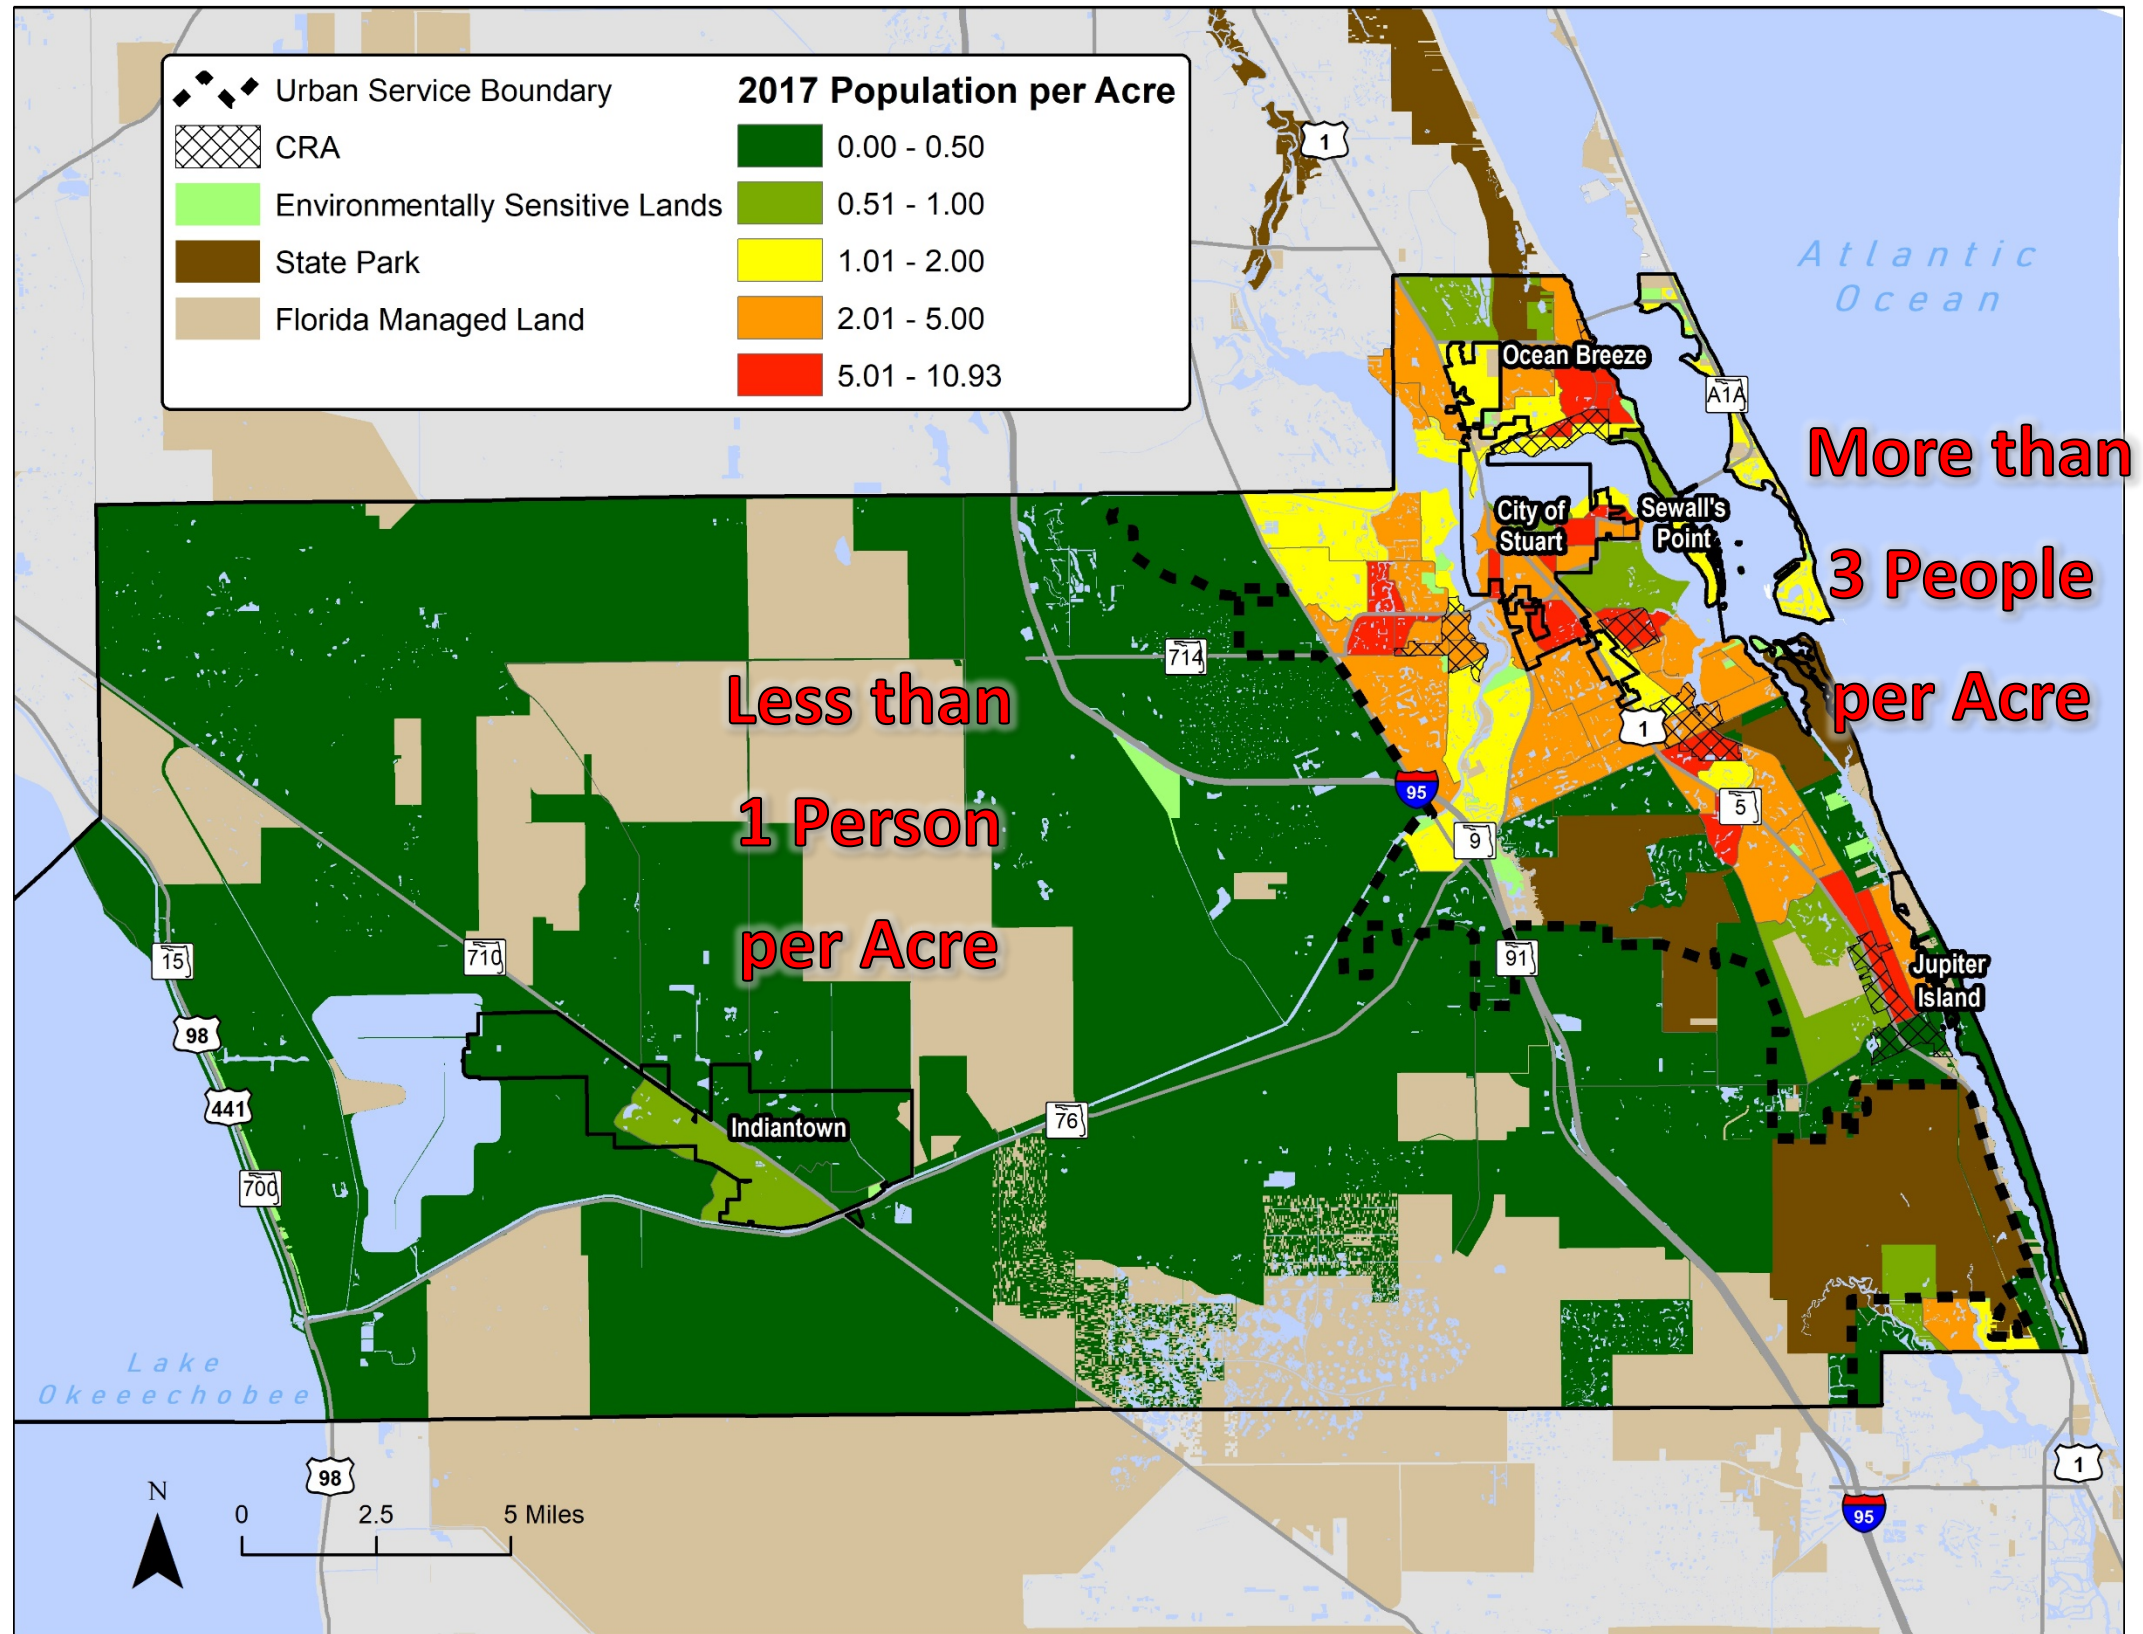 Urban Service Boundary
CRA
Environmentally Sensitive Lands
State Park
Florida Managed Land
2017 Population per Acre
0.00 - 0.50
0.51 - 1.00
1.01 - 2.00
2.01 - 5.00
5.01 - 10.93
1
Atlantic
Ocean
Ocean Breeze
A1A
More than
3 People
per Acre
City of
Stuart
Sewall's
Point
714
Less than
1 Person
per Acre
1
95
5
9
15
710
91
Jupiter
Island
98
441
76
Indiantown
700
Lake
Okeeechobee
98
1
95
N
0
2.5
5 Miles